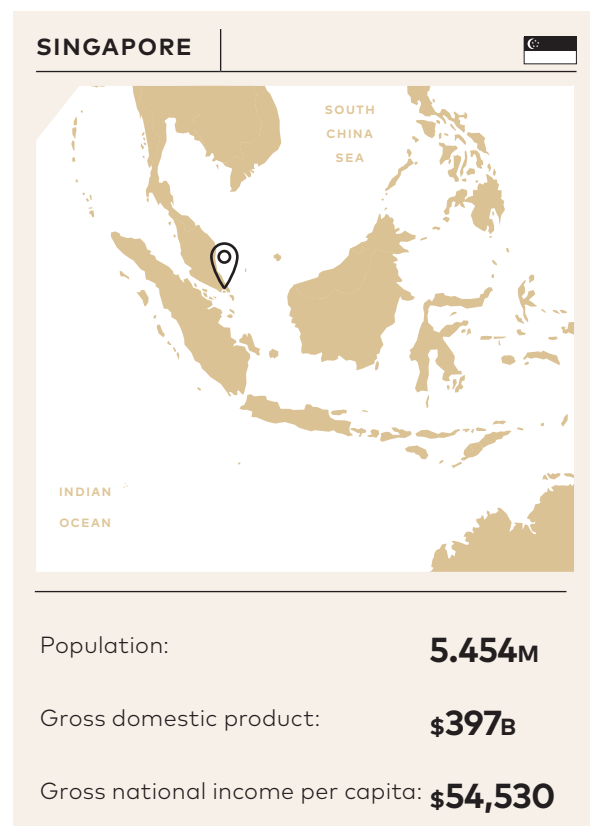 SINGAPORE
SOUTH
CHINA
SEA
INDIAN
OCEAN
Population: 5.454M
Gross domestic product: $397B
Gross national income per capita: $54,530